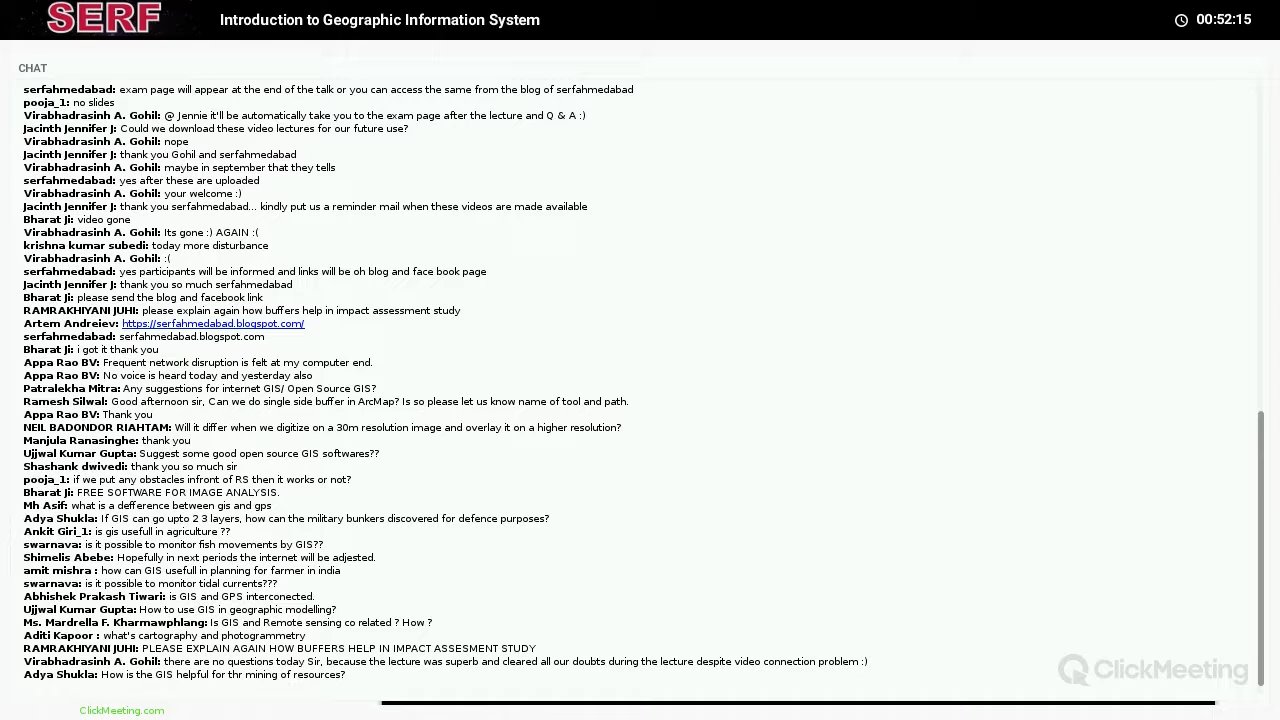 SERF
Introduction to Geographic Information System
00:52:15
CHAT
serfahmedabad: exam page will appear at the end of the talk or you can access the same from the blog of serfahmedabad
pooja_1: no slides
Virabhadrasinh A. Gohil: @ Jennie it'll be automatically take you to the exam page after the lecture and Q & A :)
Jacinth Jennifer J: Could we download these video lectures for our future use?
Virabhadrasinh A. Gohil: nope
Jacinth Jennifer J: thank you Gohil and serfahmedabad
Virabhadrasinh A. Gohil: maybe in september that they tells
serfahmedabad: yes after these are uploaded
Virabhadrasinh A. Gohil: your welcome :)
Jacinth Jennifer J: thank you serfahmedabad... kindly put us a reminder mail when these videos are made available
Bharat Ji: video gone
Virabhadrasinh A. Gohil: Its gone :) AGAIN :(
krishna kumar subedi: today more disturbance
Virabhadrasinh A. Gohil: :(
serfahmedabad: yes participants will be informed and links will be oh blog and face book page
Jacinth Jennifer J: thank you so much serfahmedabad
Bharat Ji: please send the blog and facebook link
RAMRAKHIYANI JUHI: please explain again how buffers help in impact assessment study
Artem Andreiev: https://serfahmedabad.blogspot.com/
serfahmedabad: serfahmedabad.blogspot.com
Bharat Ji: i got it thank you
Appa Rao BV: Frequent network disruption is felt at my computer end.
Appa Rao BV: No voice is heard today and yesterday also
Patralekha Mitra: Any suggestions for internet GIS/ Open Source GIS?
Ramesh Silwal: Good afternoon sir, Can we do single side buffer in ArcMap? Is so please let us know name of tool and path.
Appa Rao BV: Thank you
NEIL BADONDOR RIAHTAM: Will it differ when we digitize on a 30m resolution image and overlay it on a higher resolution?
Manjula Ranasinghe: thank you
Ujjwal Kumar Gupta: Suggest some good open source GIS softwares??
Shashank dwivedi: thank you so much sir
pooja_1: if we put any obstacles infront of RS then it works or not?
Bharat Ji: FREE SOFTWARE FOR IMAGE ANALYSIS.
Mh Asif: what is a defference between gis and gps
Adya Shukla: If GIS can go upto 2 3 layers, how can the military bunkers discovered for defence purposes?
Ankit Giri_1: is gis usefull in agriculture ??
swarnava: is it possible to monitor fish movements by GIS??
Shimelis Abebe: Hopefully in next periods the internet will be adjested.
amit mishra : how can GIS usefull in planning for farmer in india
swarnava: is it possible to monitor tidal currents???
Abhishek Prakash Tiwari: is GIS and GPS interconected.
Ujjwal Kumar Gupta: How to use GIS in geographic modelling?
Ms. Mardrella F. Kharmawphlang: Is GIS and Remote sensing co related ? How ?
Aditi Kapoor : what's cartography and photogrammetry
RAMRAKHIYANI JUHI: PLEASE EXPLAIN AGAIN HOW BUFFERS HELP IN IMPACT ASSESMENT STUDY
Virabhadrasinh A. Gohil: there are no questions today Sir, because the lecture was superb and cleared all our doubts during the lecture despite video connection problem :)
Adya Shukla: How is the GIS helpful for thr mining of resources?
ClickMeeting
ClickMeeting.com